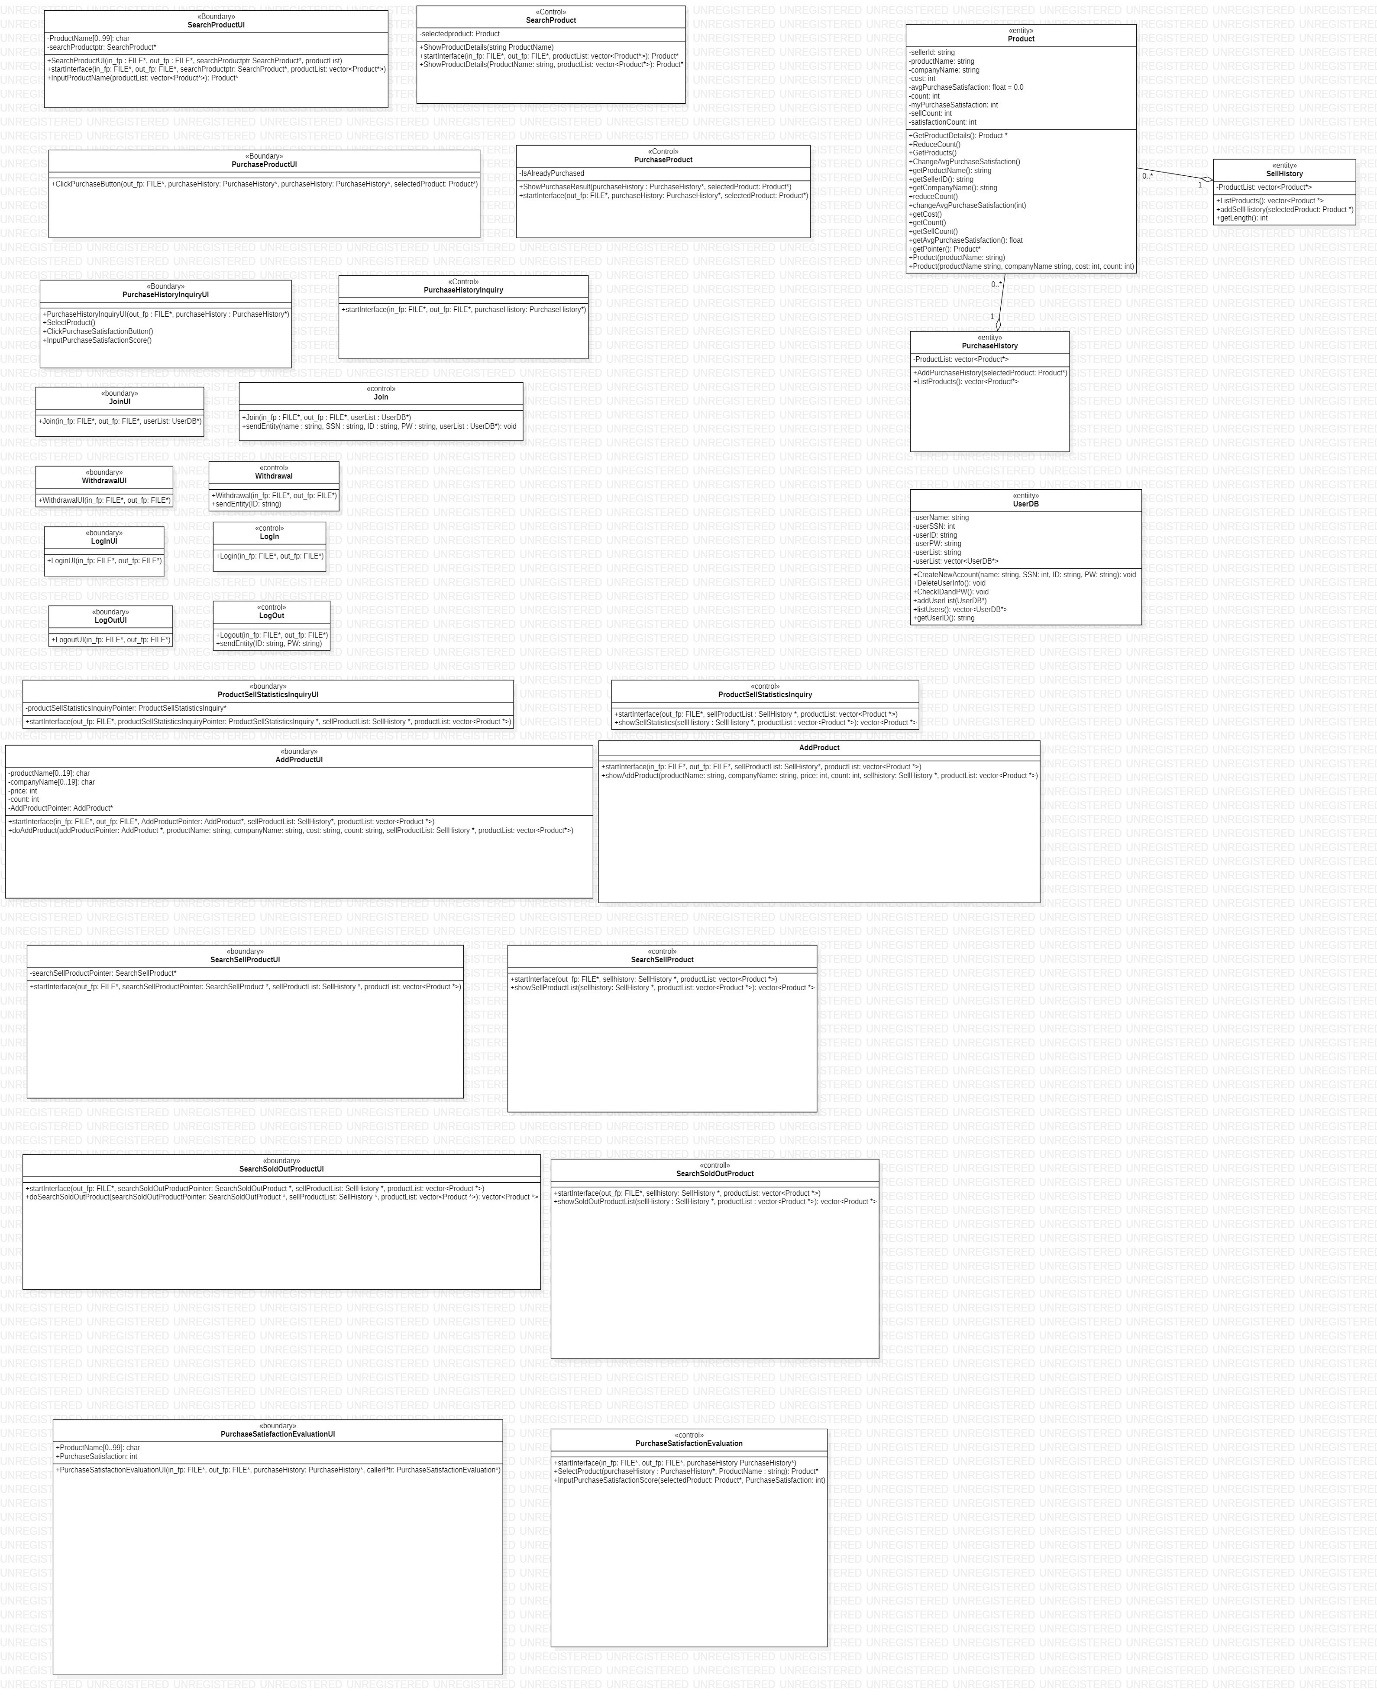 «Boundary»
SearchProductUI
-ProductName[0..99]: char
-searchProductptr: SearchProduct*
+SearchProductUI(in_fp : FILE*, out_fp : FILE*, searchProductptr SearchProduct*, productList)
+startInterface(in_fp: FILE*, out_fp: FILE*, searchProductptr: SearchProduct*, productList: vector<Product*>)
+InputProductName(productList: vector<Product*>): Product*
«Control»
SearchProduct
-selectedproduct: Product
+ShowProductDetails(string ProductName)
+startInterface(in_fp: FILE*, out_fp: FILE*, productList: vector<Product*>): Product*
+ShowProductDetails(ProductName: string, productList: vector<Product*>): Product*
«entity»
Product
-sellerId: string
-productName: string
-companyName: string
-cost: int
-avgPurchaseSatisfaction: float = 0.0
-count: int
-myPurchaseSatisfaction: int
-sellCount: int
-satisfactionCount: int
+GetProductDetails(): Product *
+ReduceCount()
+GetProducts()
+ChangeAvgPurchaseSatisfaction()
+getProductName(): string
+getSellerID(): string
+getCompanyName(): string
+reduceCount()
+changeAvgPurchaseSatisfaction(int)
+getCost()
+getCount()
+getSellCount()
+getAvgPurchaseSatisfaction(): float
+getPointer(): Product*
+Product(productName: string)
+Product(productName string, companyName string, cost: int, count: int)
0..*
1
«entity»
SellHistory
-ProductList: vector<Product*>
+ListProducts(): vector<Product *>
+addSellHistory(selectedProduct: Product *)
+getLength(): int
«Boundary»
PurchaseProductUI
+ClickPurchaseButton(out_fp: FILE*, purchaseHistory: PurchaseHistory*, purchaseHistory: PurchaseHistory*, selectedProduct: Product*)
«Control»
PurchaseProduct
-IsAlreadyPurchased
+ShowPurchaseResult(purchaseHistory : PurchaseHistory*, selectedProduct: Product*)
+startInterface(out_fp: FILE*, purchaseHistory: PurchaseHistory*, selectedProduct: Product*)
«Boundary»
PurchaseHistoryInquiryUI
+PurchaseHistoryInquiryUI(out_fp : FILE*, purchaseHistory : PurchaseHistory*)
+SelectProduct()
+ClickPurchaseSatisfactionButton()
+InputPurchaseSatisfactionScore()
«Control»
PurchaseHistoryInquiry
+startInterface(in_fp: FILE*, out_fp: FILE*, purchaseHistory: PurchaseHistory*)
0..*
1
«entity»
PurchaseHistory
-ProductList: vector<Product*>
+AddPurchaseHistory(selectedProduct: Product*)
+ListProducts(): vector<Product*>
«boundary»
JoinUI
+Join(in_fp: FILE*, out_fp: FILE*, userList: UserDB*)
«control»
Join
+Join(in_fp : FILE*, out_fp : FILE*, userList : UserDB*)
+sendEntity(name : string, SSN : string, ID : string, PW : string, userList : UserDB*): void
«boundary»
WithdrawalUI
+WithdrawalUI(in_fp: FILE*, out_fp: FILE*)
«control»
Withdrawal
+Withdrawal(in_fp: FILE*, out_fp: FILE*)
+sendEntity(ID: string)
«entiity»
UserDB
-userName: string
-userSSN: int
-userID: string
-userPW: string
-userList: string
-userList: vector<UserDB*>
+CreateNewAccount(name: string, SSN: int, ID: string, PW: string): void
+DeleteUserInfo(): void
+CheckIDandPW(): void
+addUserList(UserDB*)
+listUsers(): vector<UserDB*>
+getUserID(): string
«boundary»
LogInUI
+LoginUI(in_fp: FILE*, out_fp: FILE*)
«control»
LogIn
+Login(in_fp: FILE*, out_fp: FILE*)
«boundary»
LogOutUI
+LogoutUI(in_fp: FILE*, out_fp: FILE*)
«control»
LogOut
+Logout(in_fp: FILE*, out_fp: FILE*)
+sendEntity(ID: string, PW: string)
«boundary»
ProductSellStatisticsInquiryUI
-productSellStatisticsInquiryPointer: ProductSellStatisticsInquiry*
+startInterface(out_fp: FILE*, productSellStatisticsInquiryPointer: ProductSellStatisticsInquiry *, sellProductList: SellHistory *, productList: vector<Product *>)
«control»
ProductSellStatisticsInquiry
+startInterface(out_fp: FILE*, sellProductList : SellHistory *, productList: vector<Product *>)
+showSellStatistics(sellHistory : SellHistory *, productList : vector<Product *>): vector<Product *>
«boundary»
AddProductUI
-productName[0..19]: char
-companyName[0..19]: char
-price: int
-count: int
-AddProductPointer: AddProduct*
+startInterface(in_fp: FILE*, out_fp: FILE*, AddProductPointer: AddProduct*, sellProductList: SellHistory*, productList: vector<Product *>)
+doAddProduct(addProductPointer: AddProduct *, productName: string, companyName: string, cost: string, count: string, sellProductList: SellHistory *, productList: vector<Product*>)
AddProduct
+startInterface(in_fp: FILE*, out_fp: FILE*, sellProductList: SellHistory*, productList: vector<Product *>)
+showAddProduct(productName: string, companyName: string, price: int, count: int, sellhistory: SellHistory *, productList: vector<Product *>)
«boundary»
SearchSellProductUI
-searchSellProductPointer: SearchSellProduct*
+startInterface(out_fp: FILE*, searchSellProductPointer: SearchSellProduct *, sellProductList: SellHistory *, productList: vector<Product *>)
«control»
SearchSellProduct
+startInterface(out_fp: FILE*, sellhistory: SellHistory *, productList: vector<Product *>)
+showSellProductList(sellhistory: SellHistory *, productList: vector<Product *>): vector<Product *>
«boundary»
SearchSoldOutProductUI
+startInterface(out_fp: FILE*, searchSoldOutProductPointer: SearchSoldOutProduct *, sellProductList: SellHistory *, productList: vector<Product *>)
+doSearchSoldOutProduct(searchSoldOutProductPointer: SearchSoldOutProduct *, sellProductList: SellHistory *, productList: vector<Product *>): vector<Product *>
«controll»
SearchSoldOutProduct
+startInterface(out_fp: FILE*, sellhistory: SellHistory *, productList: vector<Product *>)
+showSoldOutProductList(sellHistory : SellHistory *, productList : vector<Product *>): vector<Product *>
«boundary»
PurchaseSatisfactionEvaluationUI
+ProductName[0..99]: char
+PurchaseSatisfaction: int
+PurchaseSatisfactionEvaluationUI(in_fp: FILE*, out_fp: FILE*, purchaseHistory: PurchaseHistory*, callerPtr: PurchaseSatisfactionEvaluation*)
«control»
PurchaseSatisfactionEvaluation
+startInterface(in_fp: FILE*, out_fp: FILE*, purchaseHistory PurchaseHistory*)
+SelectProduct(purchaseHistory : PurchaseHistory*, ProductName : string): Product*
+InputPurchaseSatisfactionScore(selectedProduct: Product*, PurchaseSatisfaction: int)